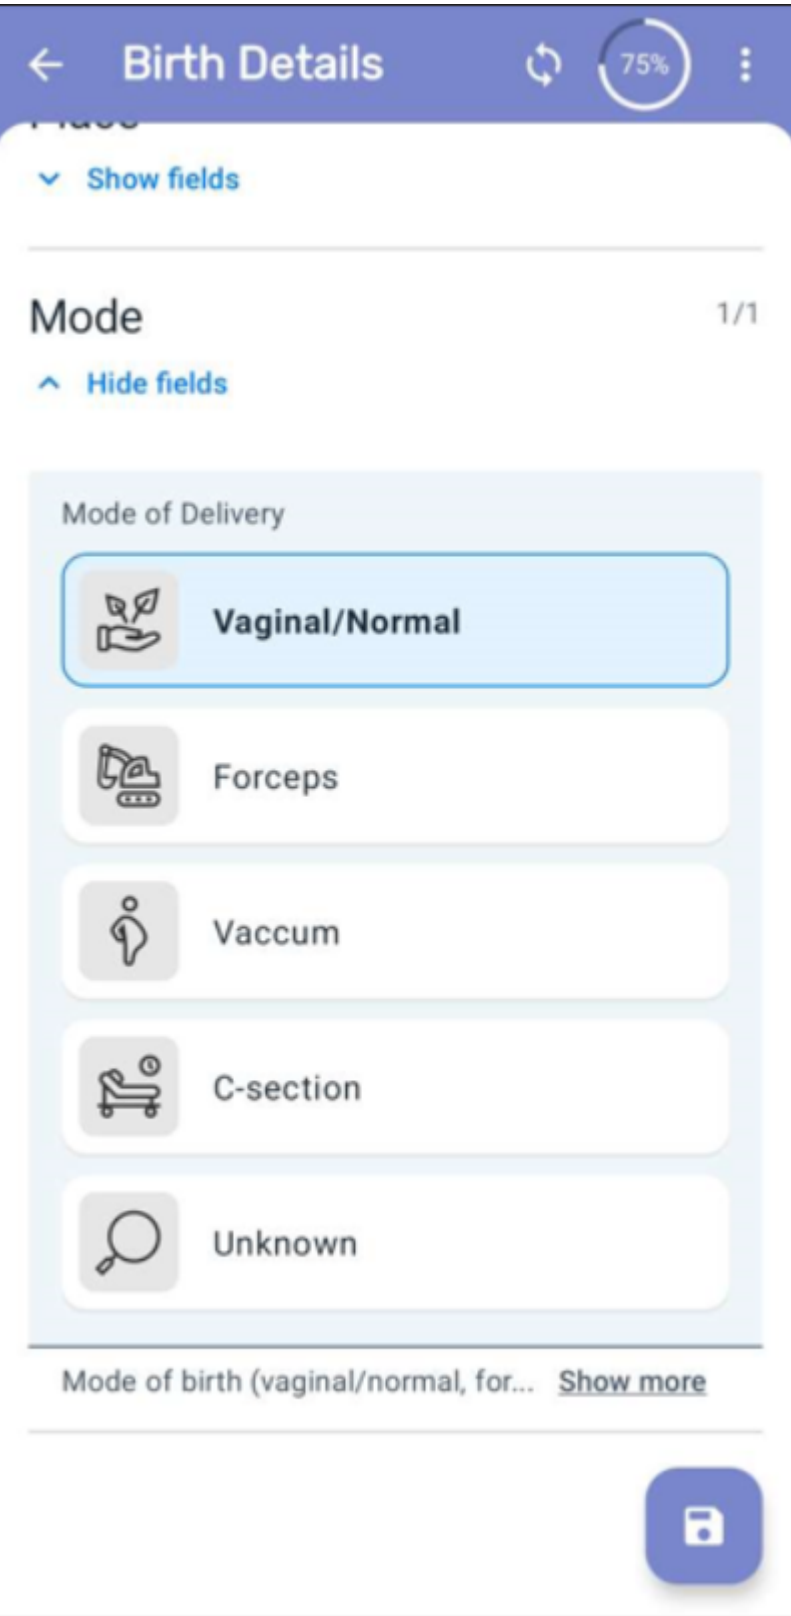 Birth Details
75%
Show fields
Mode
1/1
Hide fields
Mode of Delivery
Vaginal/Normal
Forceps
Vaccum
C-section
Unknown
Mode of birth (vaginal/normal, for... Show more